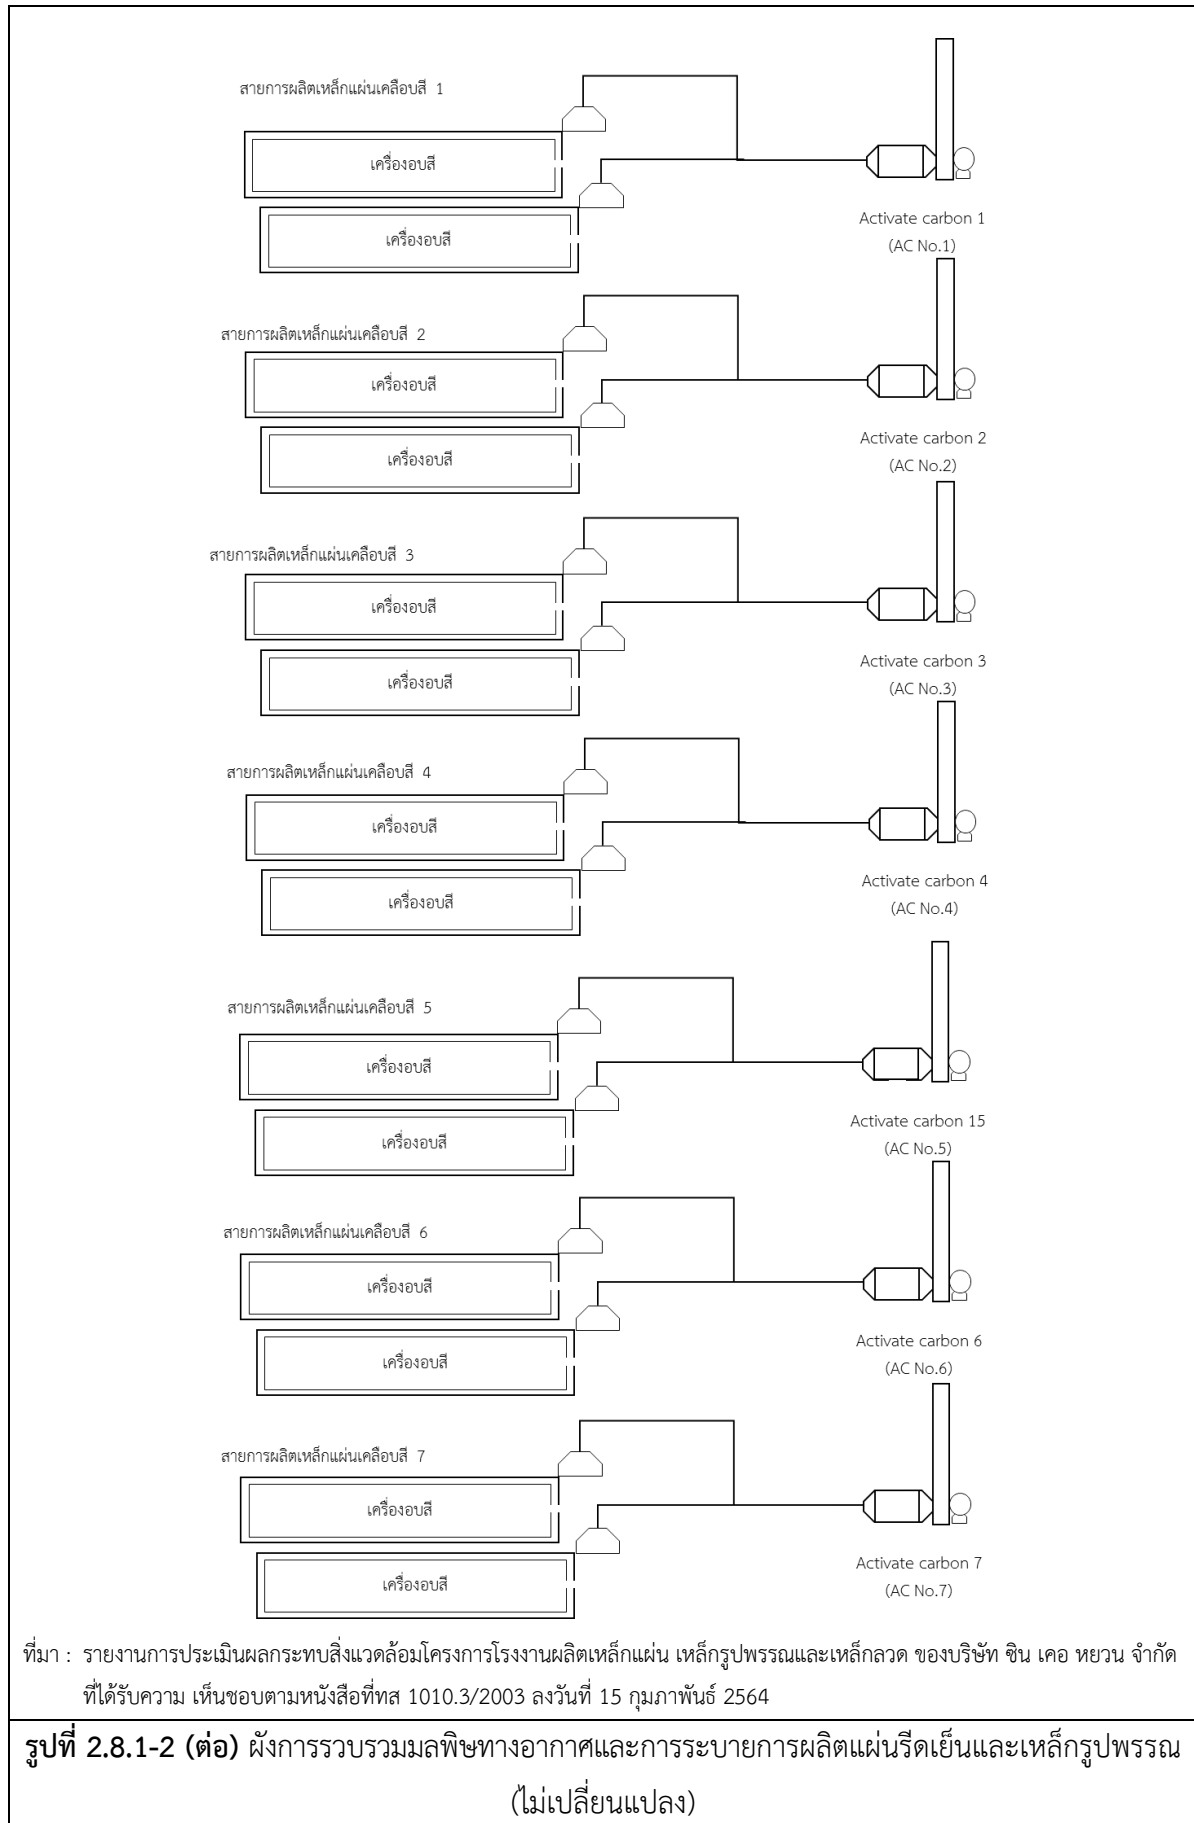 สายการผลิตเหล็กแผ่นเคลือบสี 1
เครื่องอบสี
เครื่องอบสี
Activate carbon 1
(AC No.1)
สายการผลิตเหล็กแผ่นเคลือบสี 2
เครื่องอบสี
เครื่องอบสี
Activate carbon 2
(AC No.2)
สายการผลิตเหล็กแผ่นเคลือบสี 3
เครื่องอบสี
เครื่องอบสี
Activate carbon 3
(AC No.3)
สายการผลิตเหล็กแผ่นเคลือบสี 4
เครื่องอบสี
เครื่องอบสี
Activate carbon 4
(AC No.4)
สายการผลิตเหล็กแผ่นเคลือบสี 5
เครื่องอบสี
เครื่องอบสี
Activate carbon 15
(AC No.5)
สายการผลิตเหล็กแผ่นเคลือบสี 6
เครื่องอบสี
เครื่องอบสี
Activate carbon 6
(AC No.6)
สายการผลิตเหล็กแผ่นเคลือบสี 7
เครื่องอบสี
เครื่องอบสี
Activate carbon 7
(AC No.7)
ที่มา : รายงานการประเมินผลกระทบสิ่งแวดล้อมโครงการโรงงานผลิตเหล็กแผ่น เหล็กรูปพรรณและเหล็กลวด ของบริษัท ซิน เคอ หยวน จำกัด
ที่ได้รับความ เห็นชอบตามหนังสือที่ทส 1010.3/2003 ลงวันที่ 15 กุมภาพันธ์ 2564
รูปที่ 2.8.1-2 (ต่อ) ผังการรวบรวมมลพิษทางอากาศและการระบายการผลิตแผ่นรีดเย็นและเหล็กรูปพรรณ
(ไม่เปลี่ยนแปลง)